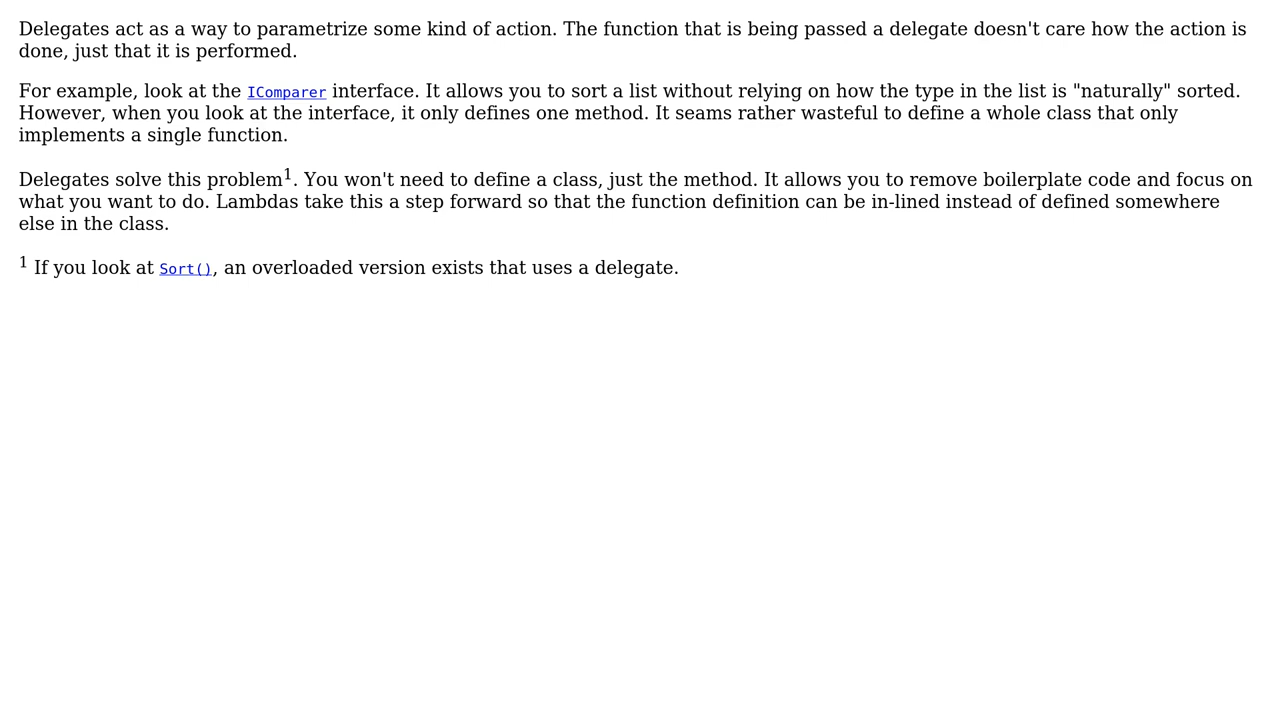 Delegates act as a way to parametrize some kind of action. The function that is being passed a delegate doesn't care how the action is
done, just that it is performed.
For example, look at the IComparer interface. It allows you to sort a list without relying on how the type in the list is "naturally" sorted.
However, when you look at the interface, it only defines one method. It seams rather wasteful to define a whole class that only
implements a single function.
Delegates solve this problem1. You won't need to define a class, just the method. It allows you to remove boilerplate code and focus on
what you want to do. Lambdas take this a step forward so that the function definition can be in-lined instead of defined somewhere
else in the class.
1 If you look at Sort(), an overloaded version exists that uses a delegate.